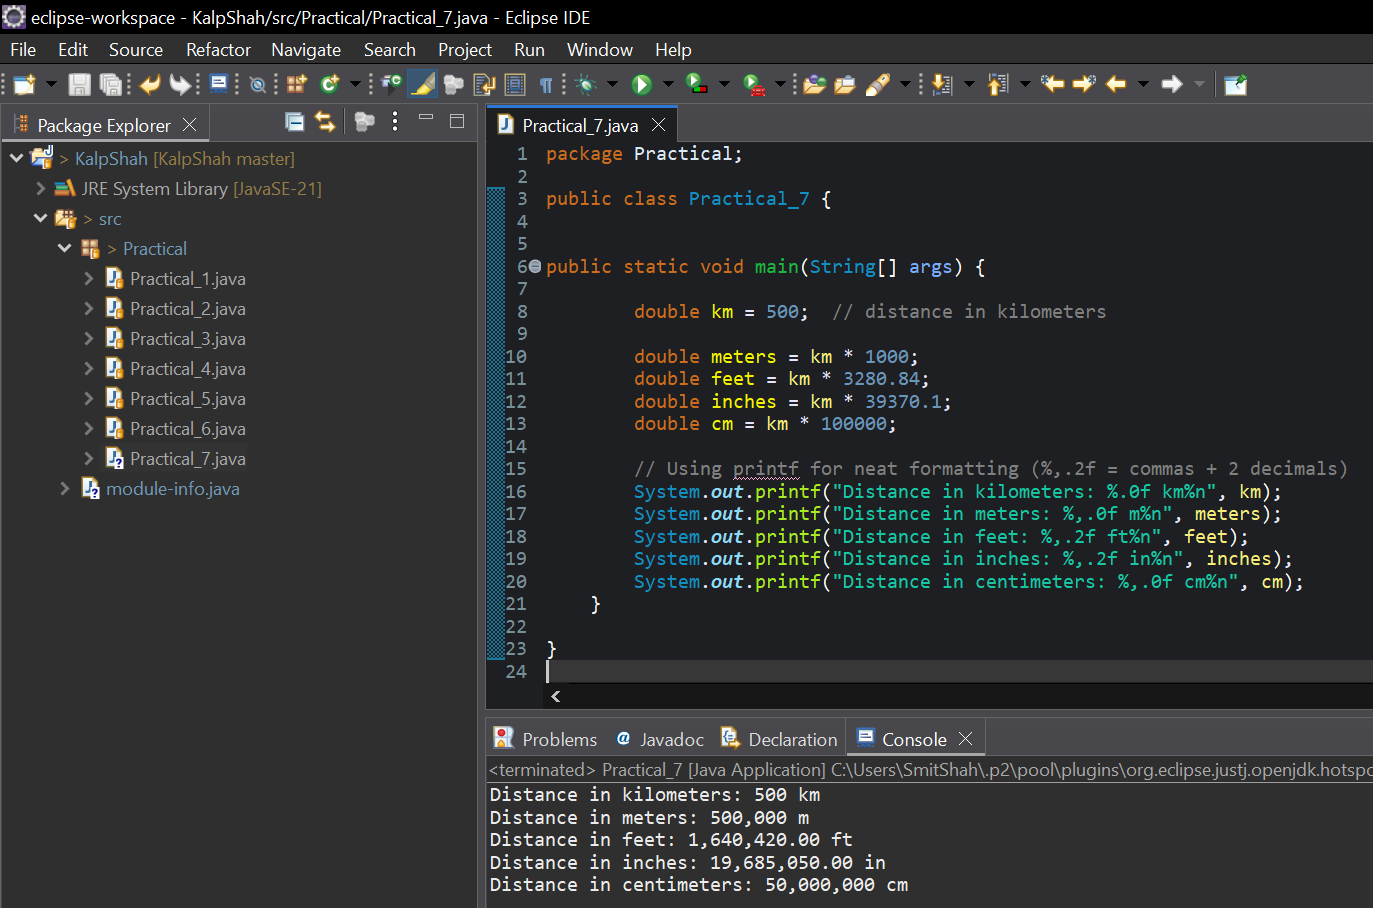 eclipse-workspace - KalpShah/src/Practical/Practical_7.java - Eclipse IDE
File Edit Source Refactor Navigate Search Project Run Window Help
Package Explorer
> KalpShah [KalpShah master]
JRE System Library [JavaSE-21]
> src
> Practical
Practical_1.java
Practical_2.java
Practical_3.java
Practical_4.java
Practical_5.java
Practical_6.java
Practical_7.java
module-info.java
Practical_7.java
1 package Practical;
2
3 public class Practical_7 {
4
5
6 public static void main(String[] args) {
7
8 double km = 500;  // distance in kilometers
9
10 double meters = km * 1000;
11 double feet = km * 3280.84;
12 double inches = km * 39370.1;
13 double cm = km * 100000;
14
15 // Using printf for neat formatting (%,.2f = commas + 2 decimals)
16 System.out.printf("Distance in kilometers: %.0f km%n", km);
17 System.out.printf("Distance in meters: %,.0f m%n", meters);
18 System.out.printf("Distance in feet: %,.2f ft%n", feet);
19 System.out.printf("Distance in inches: %,.2f in%n", inches);
20 System.out.printf("Distance in centimeters: %,.0f cm%n", cm);
21 }
22
23 }
24
Problems @ Javadoc Declaration Console
<terminated> Practical_7 [Java Application] C:\Users\SmitShah\.p2\pool\plugins\org.eclipse.justj.openjdk.hotspo
Distance in kilometers: 500 km
Distance in meters: 500,000 m
Distance in feet: 1,640,420.00 ft
Distance in inches: 19,685,050.00 in
Distance in centimeters: 50,000,000 cm